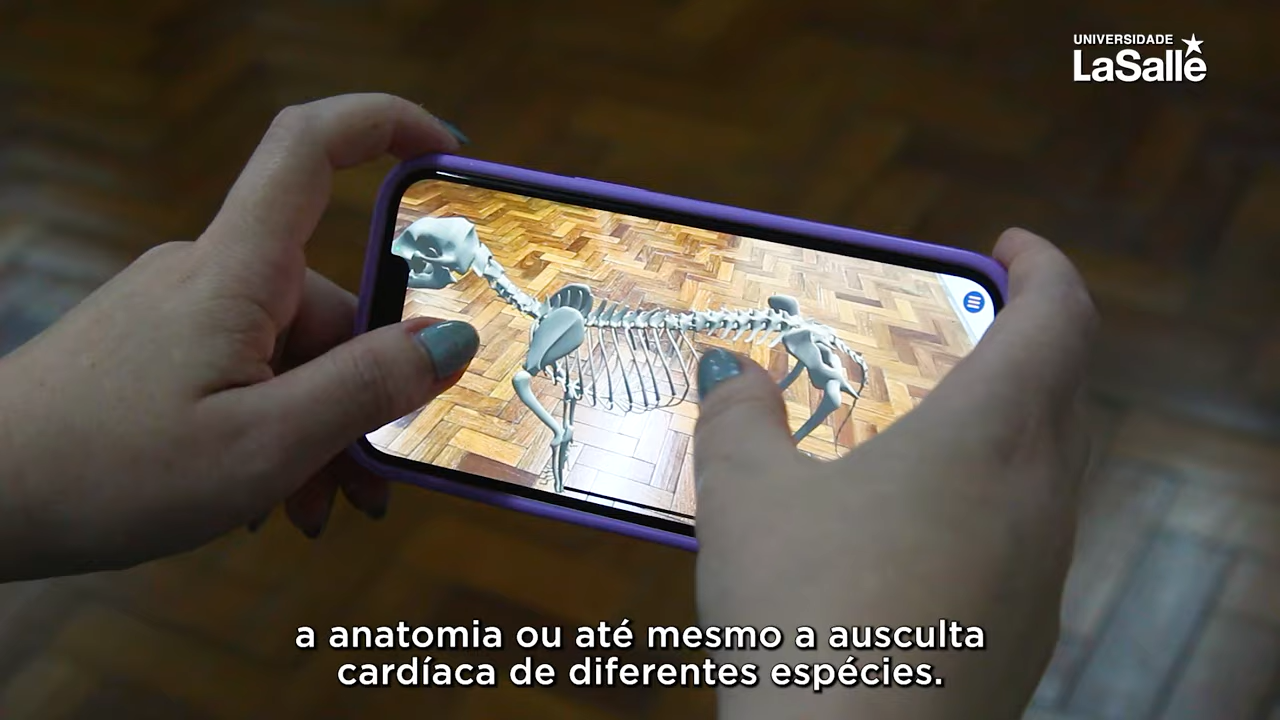 UNIVERSIDADE
LaSalle
a anatomia ou até mesmo a ausculta
cardíaca de diferentes espécies.